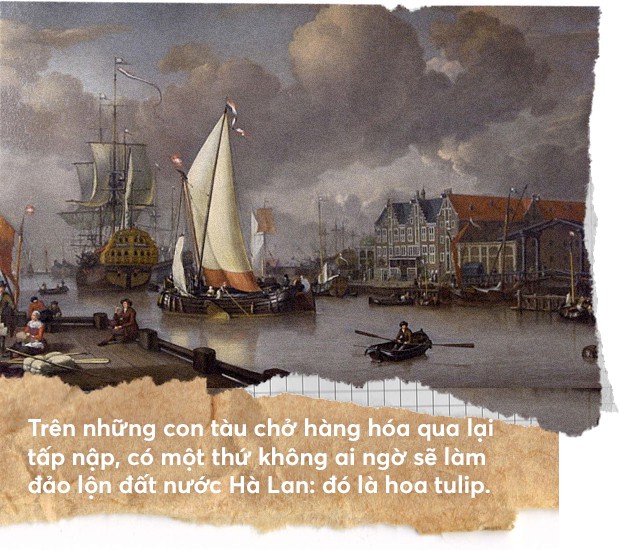 Trên những con tàu chở hàng hóa qua lại
tấp nập, có một thứ không ai ngờ sẽ làm
đảo lộn đất nước Hà Lan: đó là hoa tulip.